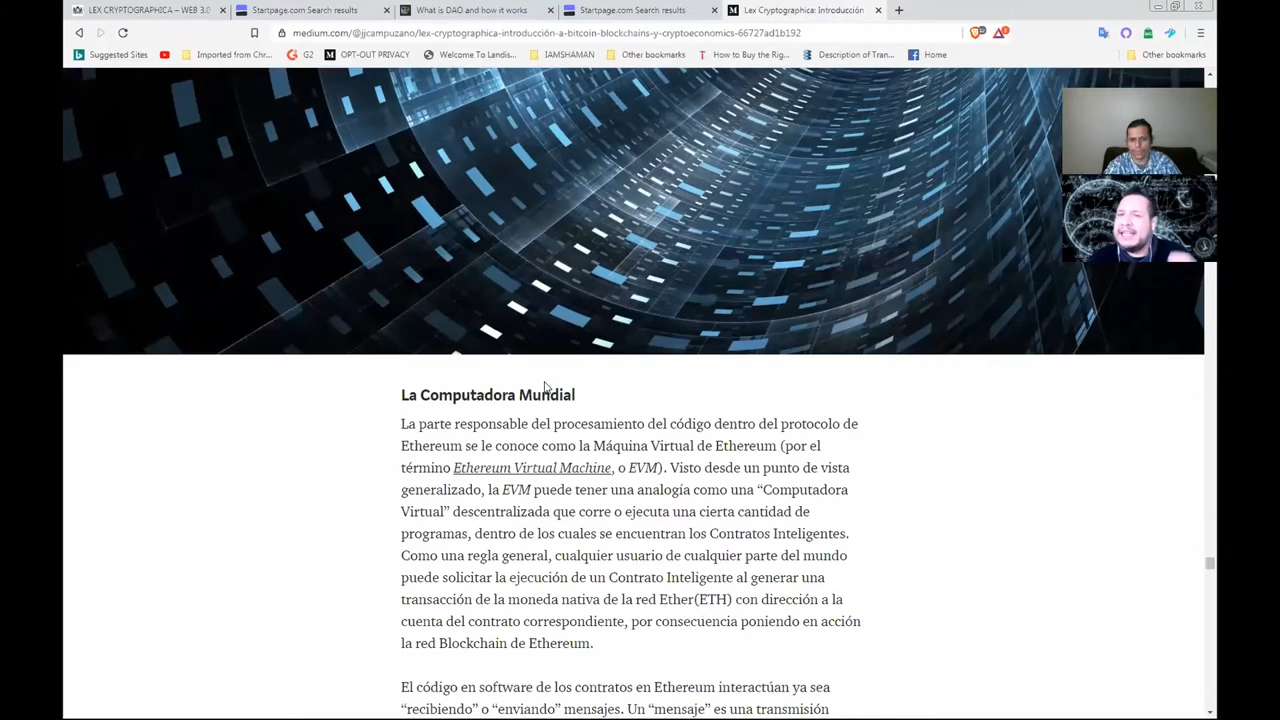 LEX CRYPTOGRAPHICA – WEB 3.0
Startpage.com Search results
What is DAO and how it works
Startpage.com Search results
Lex Cryptographica: Introducción
medium.com/@jjcampuzano/lex-cryptographica-introducción-a-bitcoin-blockchains-y-cryptoeconomics-66727ad1b192
Suggested Sites
Imported from Chr...
G2
OPT-OUT PRIVACY
Welcome To Landis...
IAMSHAMAN
Other bookmarks
How to Buy the Rig...
Description of Tran...
Home
Other bookmarks
La Computadora Mundial
La parte responsable del procesamiento del código dentro del protocolo de
Ethereum se le conoce como la Máquina Virtual de Ethereum (por el
término Ethereum Virtual Machine, o EVM). Visto desde un punto de vista
generalizado, la EVM puede tener una analogía como una “Computadora
Virtual” descentralizada que corre o ejecuta una cierta cantidad de
programas, dentro de los cuales se encuentran los Contratos Inteligentes.
Como una regla general, cualquier usuario de cualquier parte del mundo
puede solicitar la ejecución de un Contrato Inteligente al generar una
transacción de la moneda nativa de la red Ether(ETH) con dirección a la
cuenta del contrato correspondiente, por consecuencia poniendo en acción
la red Blockchain de Ethereum.
El código en software de los contratos en Ethereum interactúan ya sea
“recibiendo” o “enviando” mensajes. Un “mensaje” es una transmisión